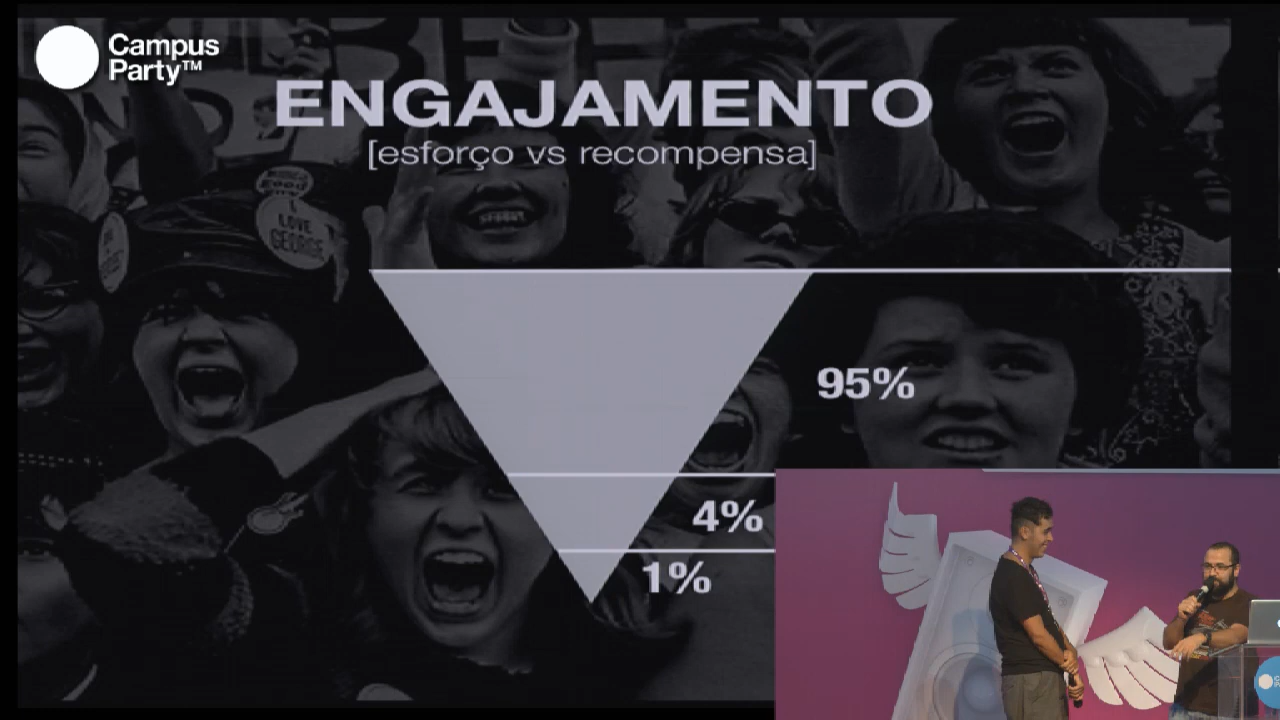 Campus
Party™
ENGAJAMENTO
[esforço vs recompensa]
I
LOVE
GEORGE
95%
4%
1%